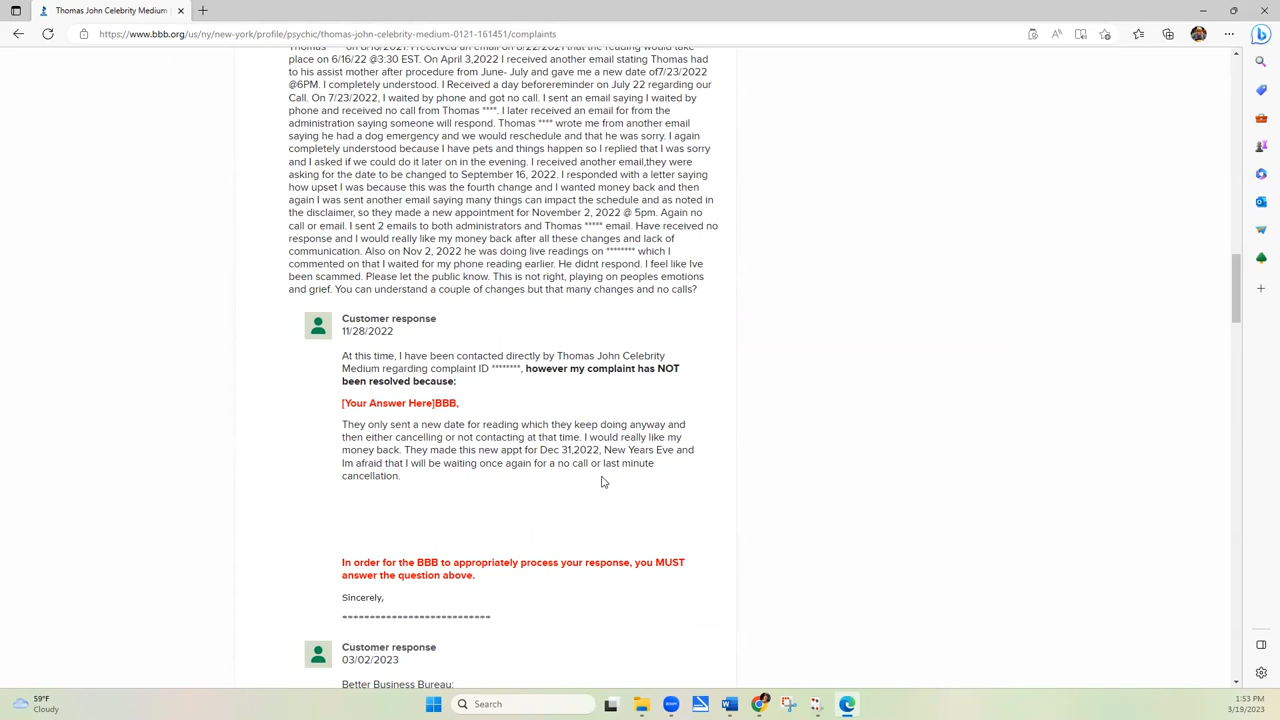 Thomas John Celebrity Medium
https://www.bbb.org/us/ny/new-york/profile/psychic/thomas-john-celebrity-medium-0121-161451/complaints
Thomas **** on 8/16/2021. I received an email on 8/22/2021 that the reading would take
place on 6/16/22 @3:30 EST. On April 3,2022 I received another email stating Thomas had
to his assist mother after procedure from June- July and gave me a new date of7/23/2022
@6PM. I completely understood. I Received a day beforereminder on July 22 regarding our
Call. On 7/23/2022, I waited by phone and got no call. I sent an email saying I waited by
phone and received no call from Thomas ****. I later received an email for from the
administration saying someone will respond. Thomas **** wrote me from another email
saying he had a dog emergency and we would reschedule and that he was sorry. I again
completely understood because I have pets and things happen so I replied that I was sorry
and I asked if we could do it later on in the evening. I received another email,they were
asking for the date to be changed to September 16, 2022. I responded with a letter saying
how upset I was because this was the fourth change and I wanted money back and then
again I was sent another email saying many things can impact the schedule and as noted in
the disclaimer, so they made a new appointment for November 2, 2022 @ 5pm. Again no
call or email. I sent 2 emails to both administrators and Thomas ***** email. Have received no
response and I would really like my money back after all these changes and lack of
communication. Also on Nov 2, 2022 he was doing live readings on ******** which I
commented on that I waited for my phone reading earlier. He didnt respond. I feel like Ive
been scammed. Please let the public know. This is not right, playing on peoples emotions
and grief. You can understand a couple of changes but that many changes and no calls?
Customer response
11/28/2022
At this time, I have been contacted directly by Thomas John Celebrity
Medium regarding complaint ID ********, however my complaint has NOT
been resolved because:
[Your Answer Here]BBB,
They only sent a new date for reading which they keep doing anyway and
then either cancelling or not contacting at that time. I would really like my
money back. They made this new appt for Dec 31,2022, New Years Eve and
Im afraid that I will be waiting once again for a no call or last minute
cancellation.
In order for the BBB to appropriately process your response, you MUST
answer the question above.
Sincerely,
***************************
Customer response
03/02/2023
Better Business Bureau:
59°F
Cloudy
Search
1:53 PM
3/19/2023